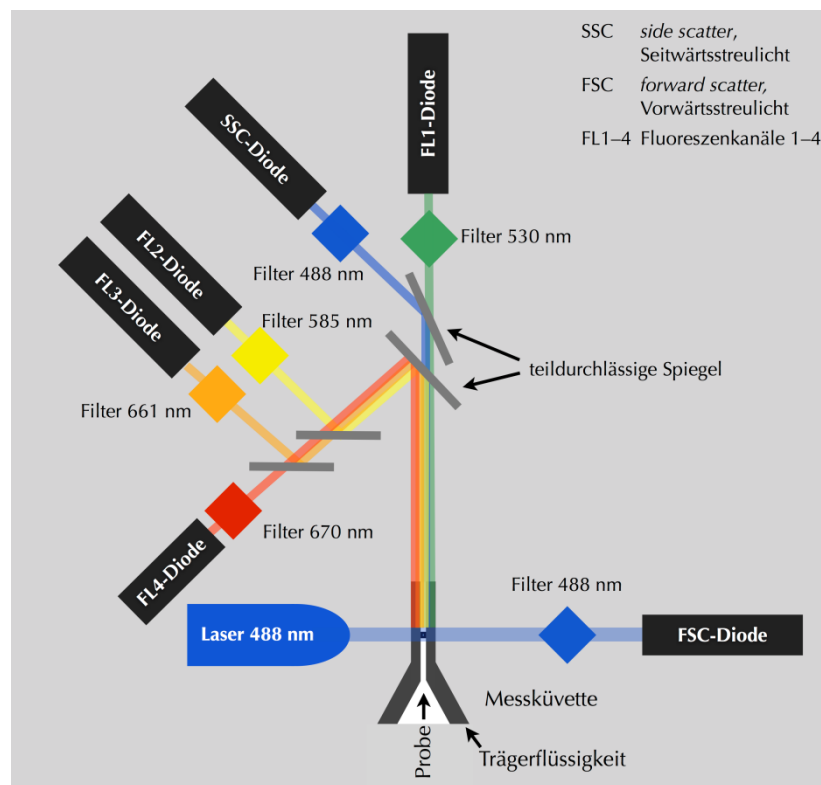 SSC side scatter,
Seitwärtsstreulicht
FSC forward scatter,
Vorwärtsstreulicht
FL1–4 Fluoreszenkanäle 1–4
FL1-Diode
SSC-Diode
FL2-Diode
FL3-Diode
Filter 530 nm
Filter 488 nm
Filter 585 nm
teildurchlässige Spiegel
Filter 661 nm
Filter 670 nm
FL4-Diode
Filter 488 nm
Laser 488 nm
FSC-Diode
Messküvette
Probe
Trägerflüssigkeit